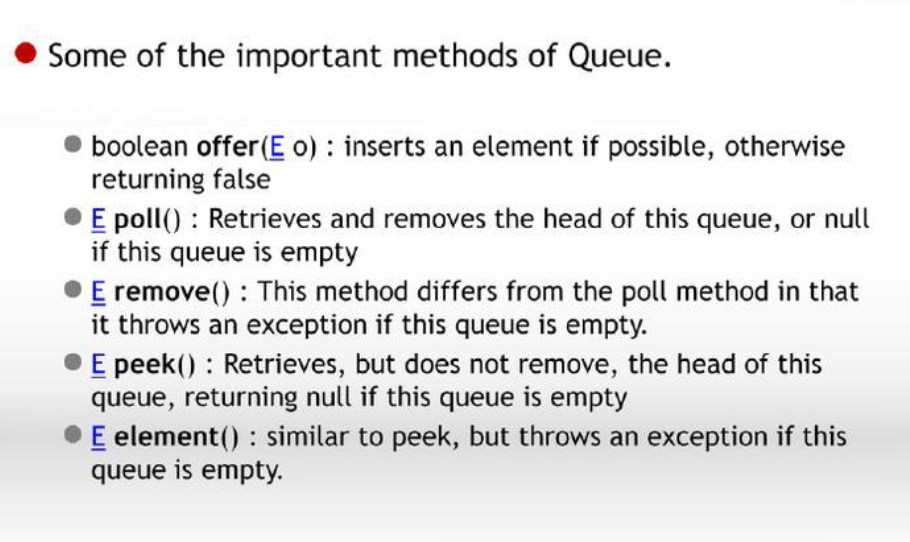 Some of the important methods of Queue.
boolean offer(E o) : inserts an element if possible, otherwise
returning false
E poll() : Retrieves and removes the head of this queue, or null
if this queue is empty
E remove() : This method differs from the poll method in that
it throws an exception if this queue is empty.
E peek() : Retrieves, but does not remove, the head of this
queue, returning null if this queue is empty
E element() : similar to peek, but throws an exception if this
queue is empty.